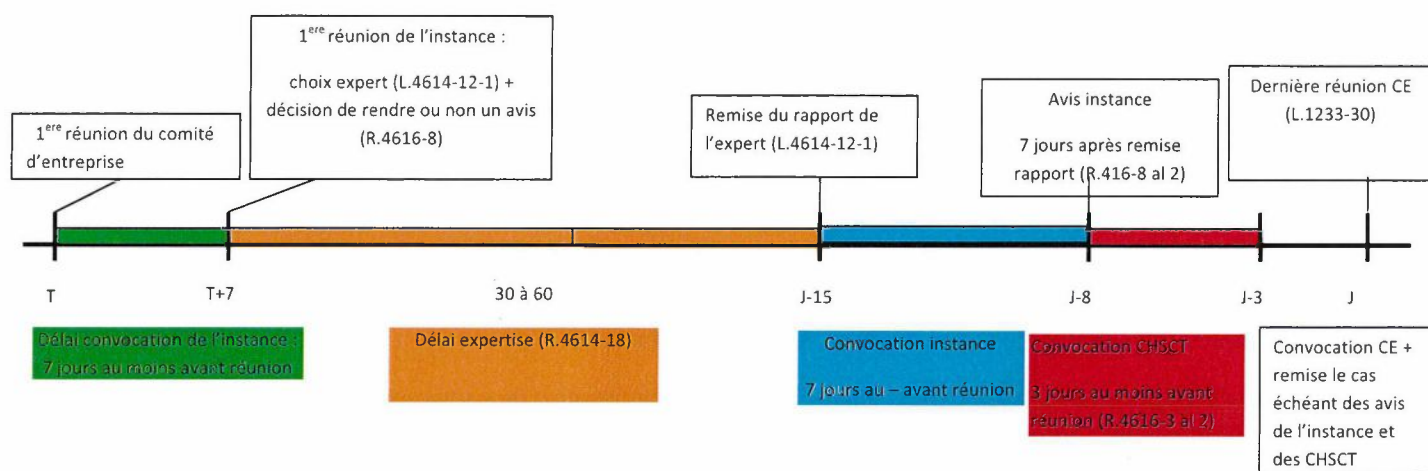 1ere réunion de l'instance :
choix expert (L.4614-12-1) +
décision de rendre ou non un avis
(R.4616-8)
1ere réunion du comité
d'entreprise
Remise du rapport de
l'expert (L.4614-12-1)
Avis instance
7 jours après remise
rapport (R.416-8 al 2)
Dernière réunion CE
(L.1233-30)
T
T+7
30 à 60
J-15
J-8
J-3
J
Délai convocation de l'instance :
7 jours au moins avant réunion
Délai expertise (R.4614-18)
Convocation instance
7 jours au – avant réunion
Convocation CHSCT
3 jours au moins avant
réunion (R.4616-3 al 2)
Convocation CE +
remise le cas
échéant des avis
de l'instance et
des CHSCT